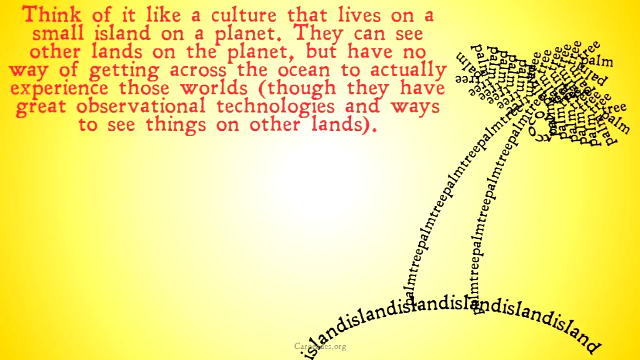 Think of it like a culture that lives on a
small island on a planet. They can see
other lands on the planet, but have no
way of getting across the ocean to actually
experience those worlds (though they have
great observational technologies and ways
to see things on other lands).
palmtreepalmtreepalmtreepalmtree
palmtreepalmtreepalmtreepalmtree
islandislandislandislandislandislandisland